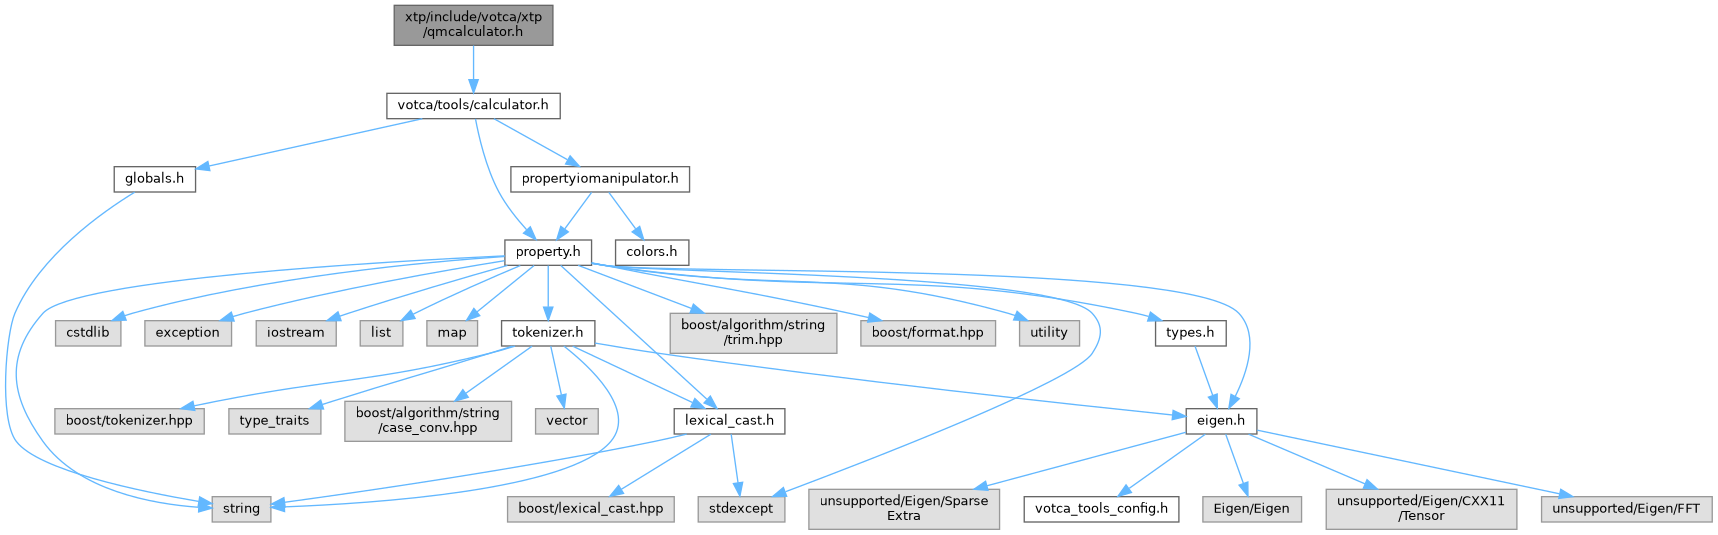 xtp/include/votca/xtp
/qmcalculator.h
votca/tools/calculator.h
globals.h
propertyiomanipulator.h
property.h
colors.h
cstdlib
exception
iostream
list
map
tokenizer.h
boost/algorithm/string
/trim.hpp
boost/format.hpp
utility
types.h
boost/tokenizer.hpp
type_traits
boost/algorithm/string
/case_conv.hpp
vector
lexical_cast.h
eigen.h
string
boost/lexical_cast.hpp
stdexcept
unsupported/Eigen/Sparse
Extra
votca_tools_config.h
Eigen/Eigen
unsupported/Eigen/CXX11
/Tensor
unsupported/Eigen/FFT